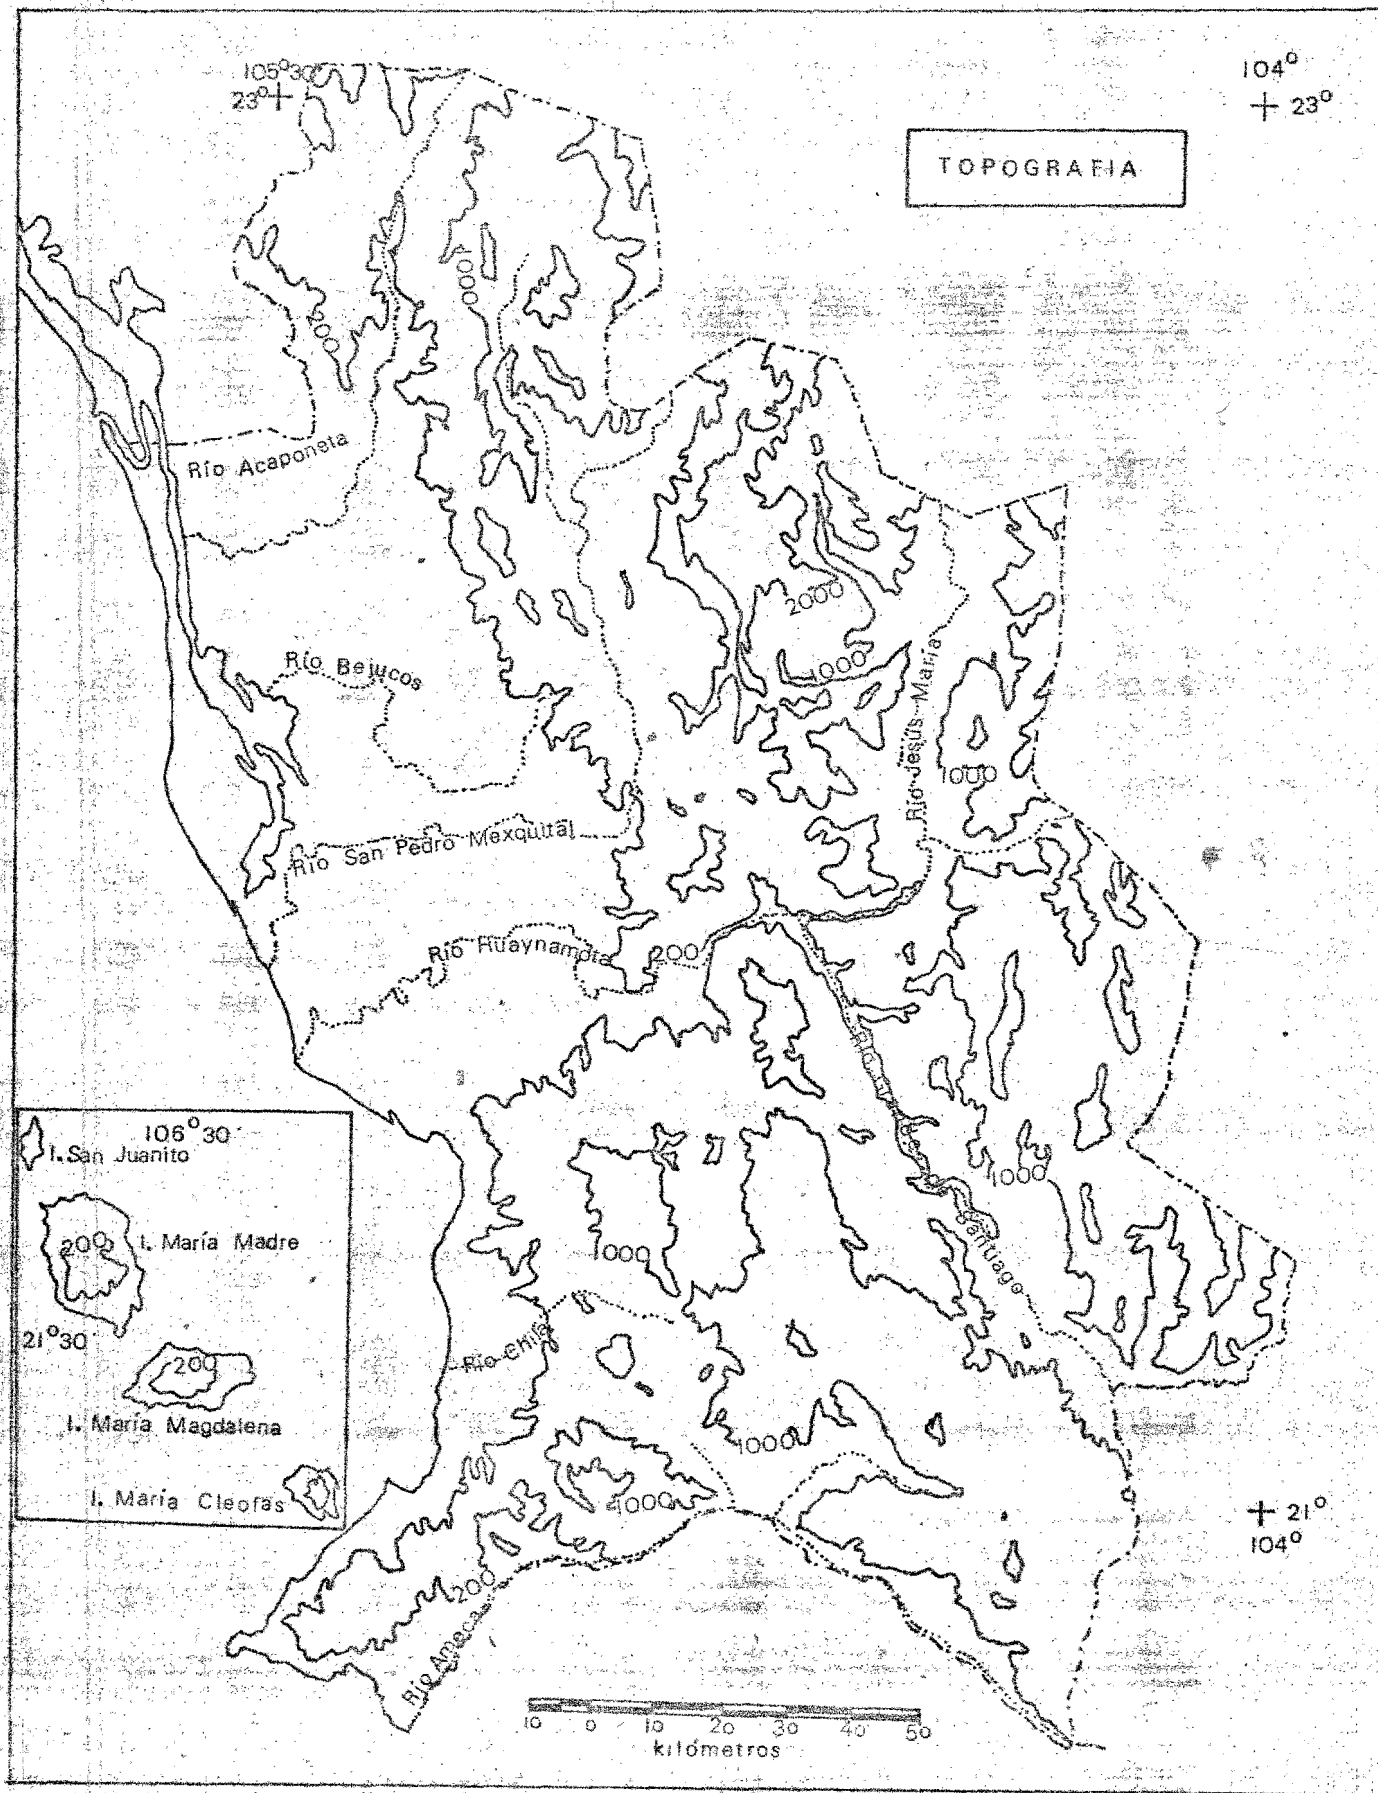 105°30'
23°
104°
23°
TOPOGRAFIA
1000
200
Río Acaponeta
2000
1000
Río Bejucos
Río Jesús María
1000
Río San Pedro Mexquital
Río Huaynamota
200
Río Grande de Santiago
1000
1000
106°30'
I. San Juanito
200
I. María Madre
21°30'
200
I. María Magdalena
I. María Cleofas
Río Chila
1000
1000
200
Río Ameca
21°
104°
10 0 10 20 30 40 50
kilómetros